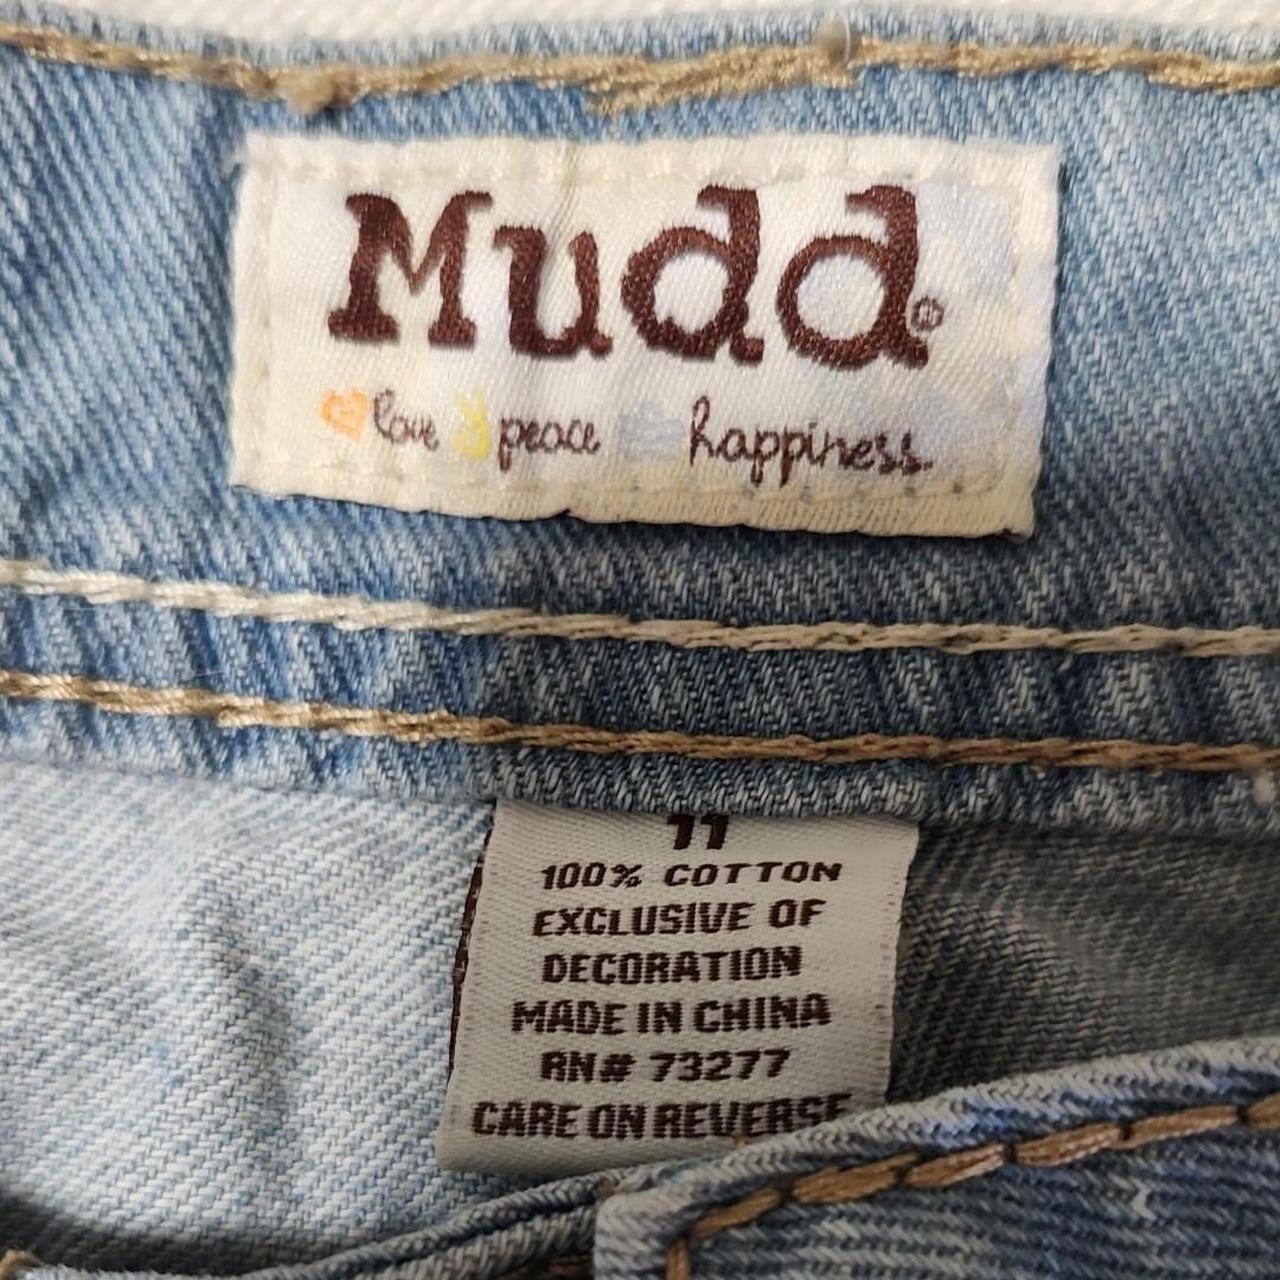 Mudd®
love peace happiness.
11
100% COTTON
EXCLUSIVE OF
DECORATION
MADE IN CHINA
RN# 73277
CARE ON REVERSE